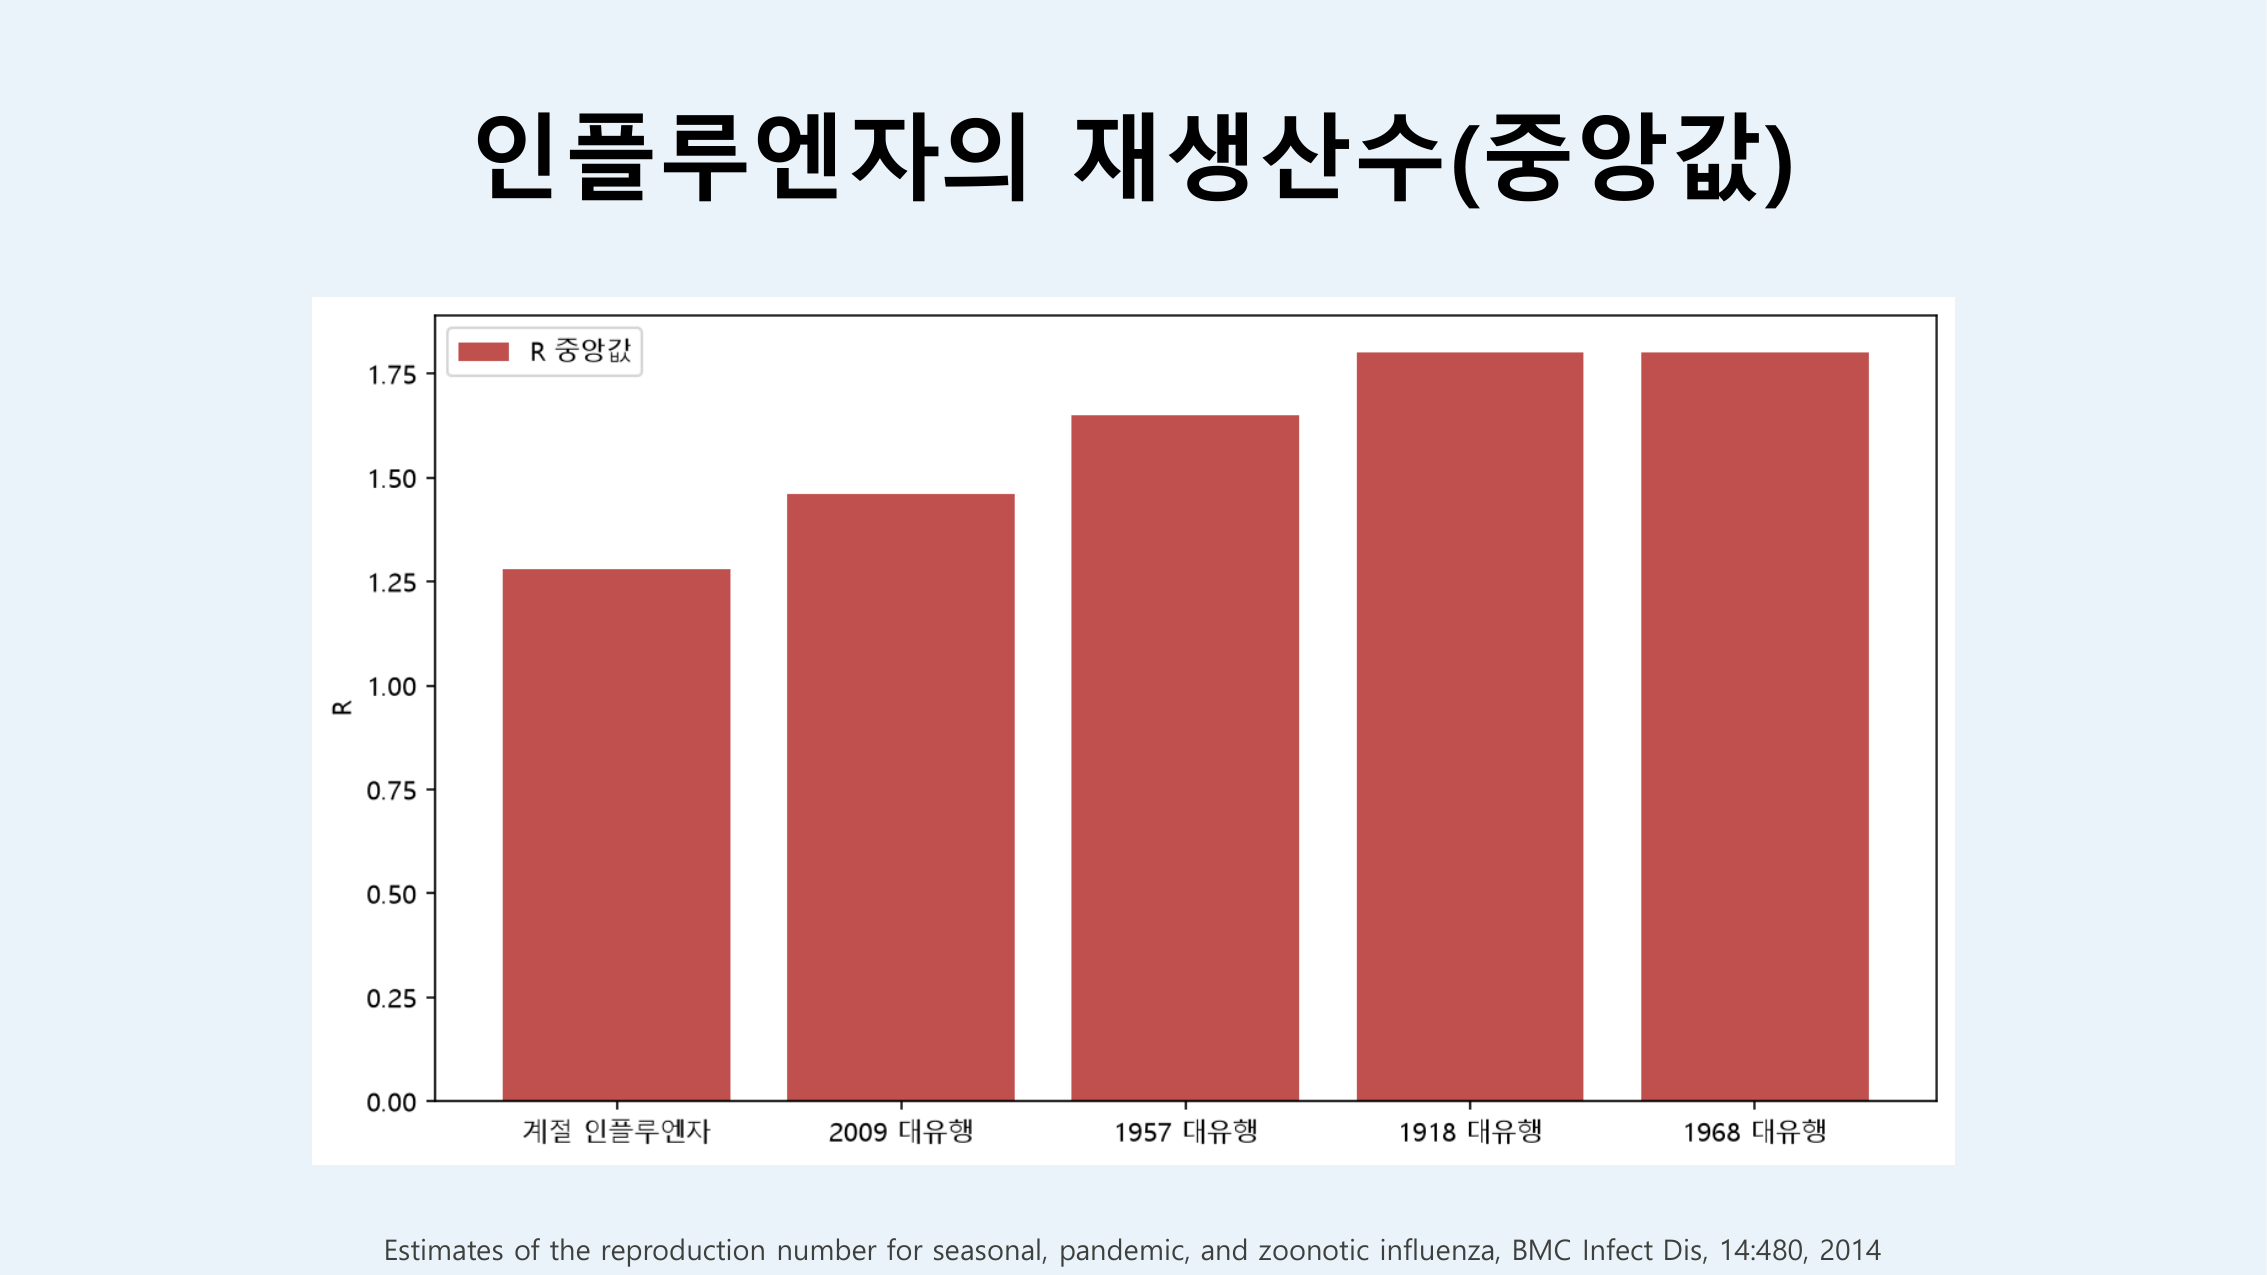 인플루엔자의 재생산수(중앙값)
R 중앙값
1.75
1.50
1.25
1.00
0.75
0.50
0.25
0.00
R
계절 인플루엔자 2009 대유행 1957 대유행 1918 대유행 1968 대유행
Estimates of the reproduction number for seasonal, pandemic, and zoonotic influenza, BMC Infect Dis, 14:480, 2014